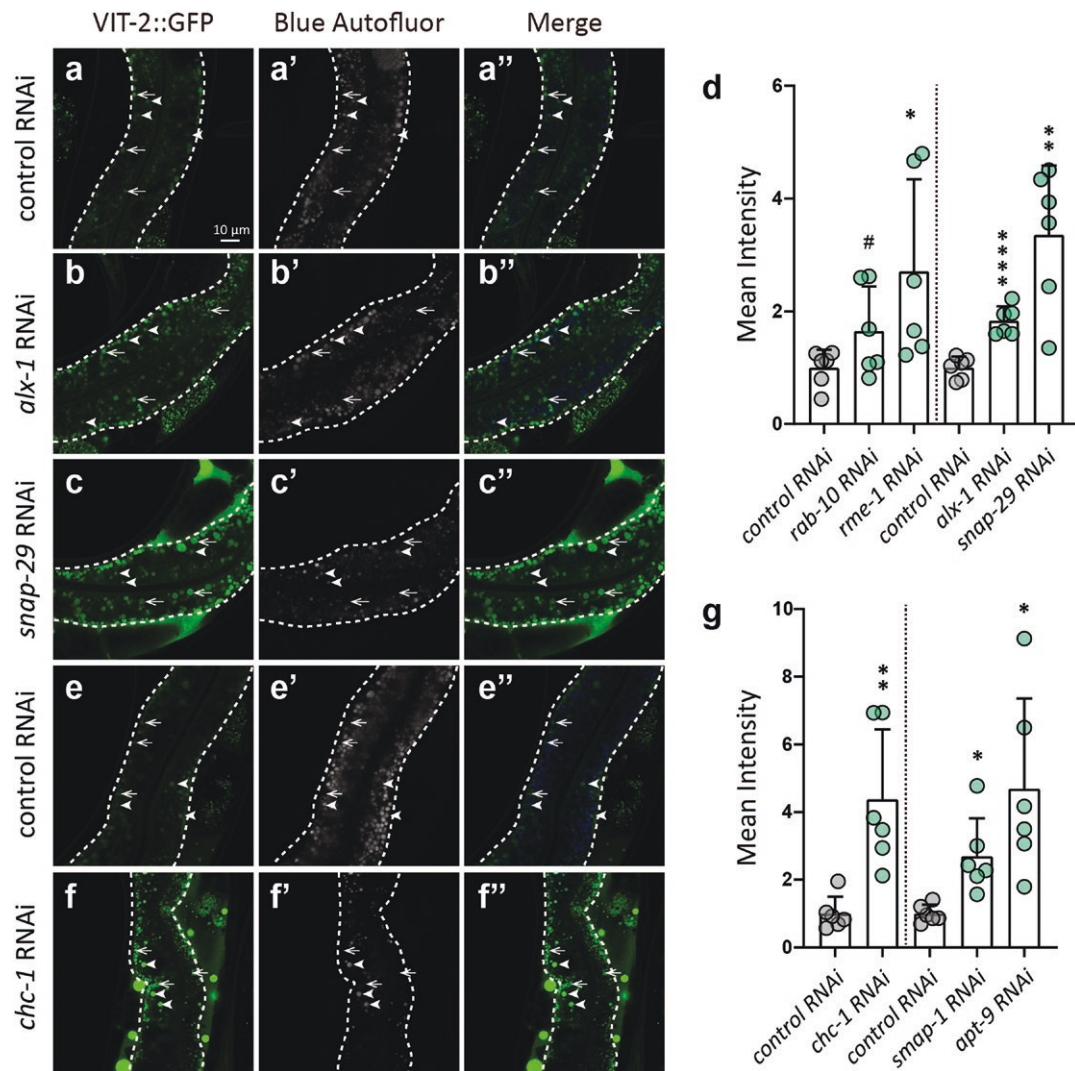 VIT-2::GFP Blue Autofluor Merge
control RNAi
a a' a''
10 µm
alx-1 RNAi
b b' b''
snap-29 RNAi
c c' c''
control RNAi
e e' e''
chc-1 RNAi
f f' f''
d
Mean Intensity
6
4
2
0
# * **** **
control RNAi
rab-10 RNAi
rme-1 RNAi
control RNAi
alx-1 RNAi
snap-29 RNAi
g
Mean Intensity
10
8
6
4
2
0
** * *
control RNAi
chc-1 RNAi
control RNAi
smap-1 RNAi
apt-9 RNAi